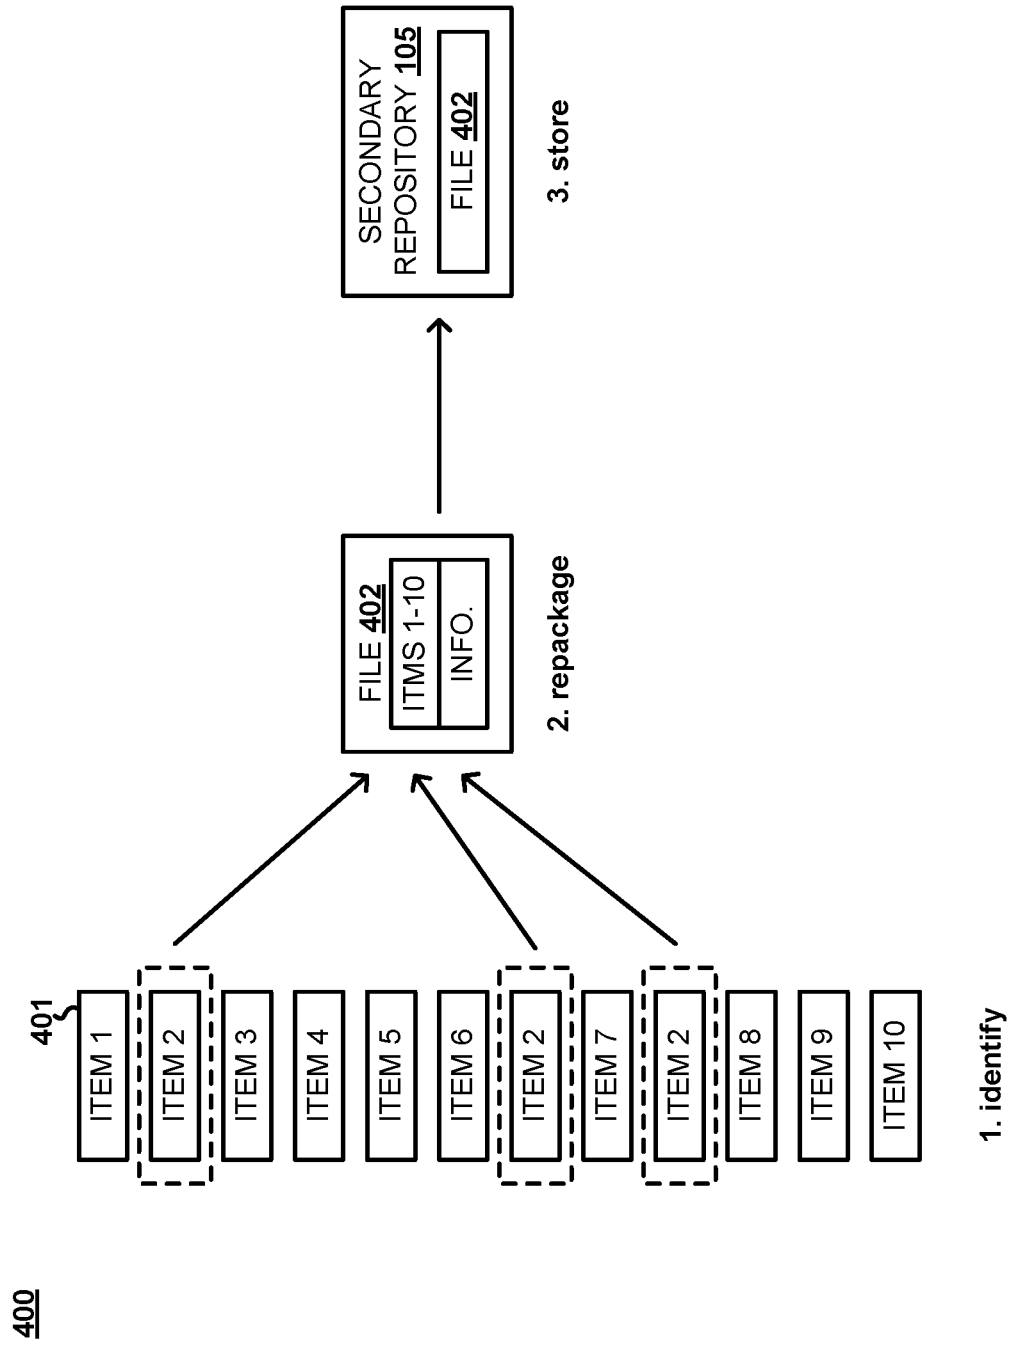 400
401
ITEM 1
ITEM 2
ITEM 3
ITEM 4
ITEM 5
ITEM 6
ITEM 2
ITEM 7
ITEM 2
ITEM 8
ITEM 9
ITEM 10
1. identify
FILE 402
ITMS 1-10
INFO.
2. repackage
SECONDARY
REPOSITORY 105
FILE 402
3. store